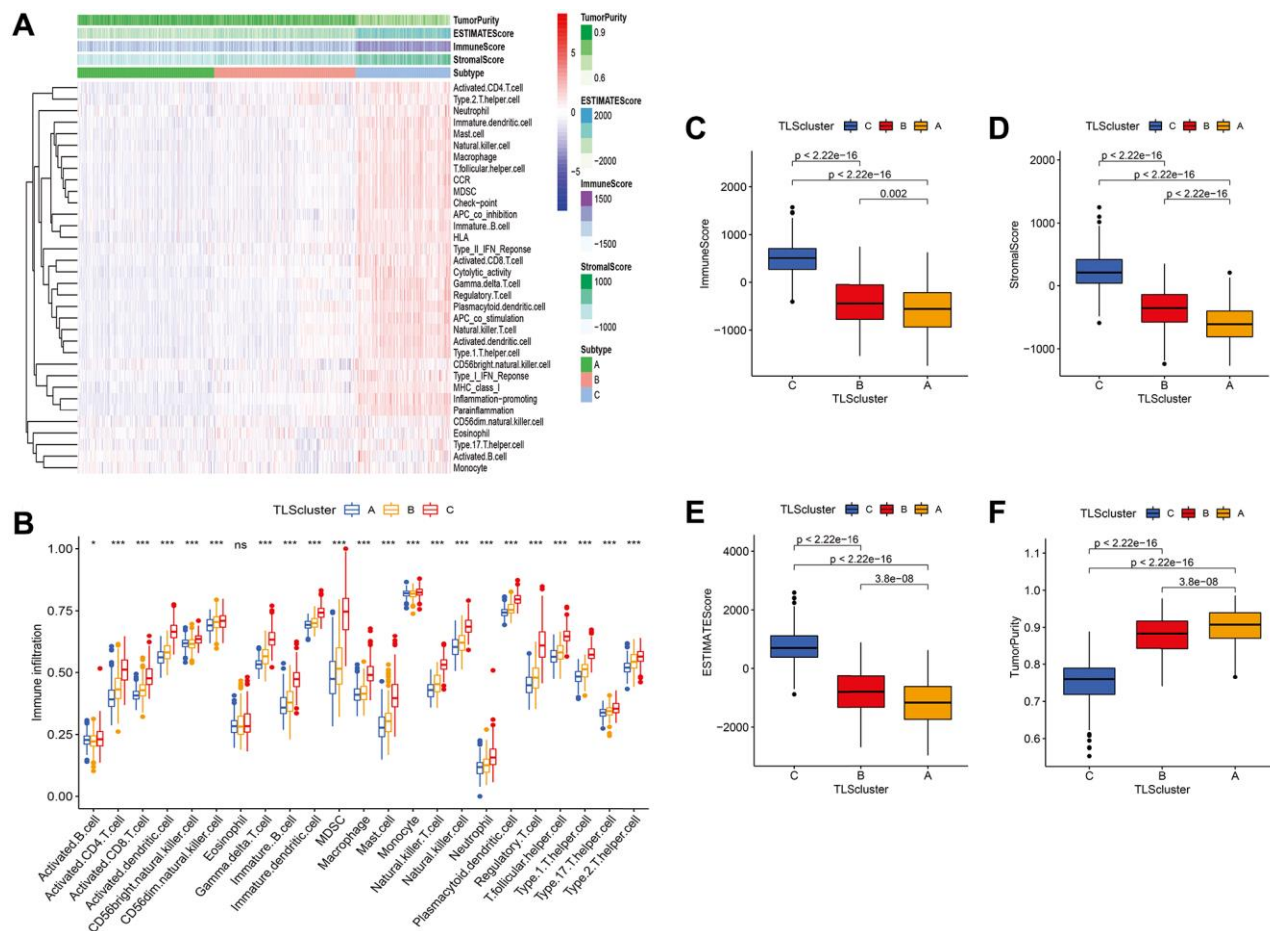 A
TumorPurity
ESTIMATEScore
ImmuneScore
StromalScore
Subtype
Activated.CD4.T.cell
Type.2.T.helper.cell
Neutrophil
Immature.dendritic.cell
Mast.cell
Natural.killer.cell
Macrophage
T.follicular.helper.cell
CCR
MDSC
Check-point
APC_co_inhibition
Immature..B.cell
HLA
Type_II_IFN_Reponse
Activated.CD8.T.cell
Cytolytic_activity
Gamma.delta.T.cell
Regulatory.T.cell
Plasmacytoid.dendritic.cell
APC_co_stimulation
Natural.killer.T.cell
Activated.dendritic.cell
Type.1.T.helper.cell
CD56bright.natural.killer.cell
Type_I_IFN_Reponse
MHC_class_I
Inflammation-promoting
Parainflammation
CD56dim.natural.killer.cell
Eosinophil
Type.17.T.helper.cell
Activated.B.cell
Monocyte
5
0
−5
TumorPurity
0.9
0.6
ESTIMATEScore
2000
−2000
ImmuneScore
1500
−1500
StromalScore
1000
−1000
Subtype
A
B
C
B
TLScluster A B C
* *** *** *** *** *** ns *** *** *** *** *** *** *** *** *** *** *** *** *** *** *** ***
Immune infiltration
1.00
0.75
0.50
0.25
0.00
Activated.B.cell
Activated.CD4.T.cell
Activated.CD8.T.cell
Activated.dendritic.cell
CD56bright.natural.killer.cell
CD56dim.natural.killer.cell
Eosinophil
Gamma.delta.T.cell
Immature..B.cell
Immature.dendritic.cell
MDSC
Macrophage
Mast.cell
Monocyte
Natural.killer.T.cell
Natural.killer.cell
Neutrophil
Plasmacytoid.dendritic.cell
Regulatory.T.cell
T.follicular.helper.cell
Type.1.T.helper.cell
Type.17.T.helper.cell
Type.2.T.helper.cell
C
TLScluster C B A
p < 2.22e−16
p < 2.22e−16
0.002
ImmuneScore
2000
1000
0
−1000
C B A
TLScluster
D
TLScluster C B A
p < 2.22e−16
p < 2.22e−16
p < 2.22e−16
StromalScore
2000
1000
0
−1000
C B A
TLScluster
E
TLScluster C B A
p < 2.22e−16
p < 2.22e−16
3.8e−08
ESTIMATEScore
4000
2000
0
−2000
C B A
TLScluster
F
TLScluster C B A
p < 2.22e−16
p < 2.22e−16
3.8e−08
TumorPurity
1.1
1.0
0.9
0.8
0.7
0.6
C B A
TLScluster